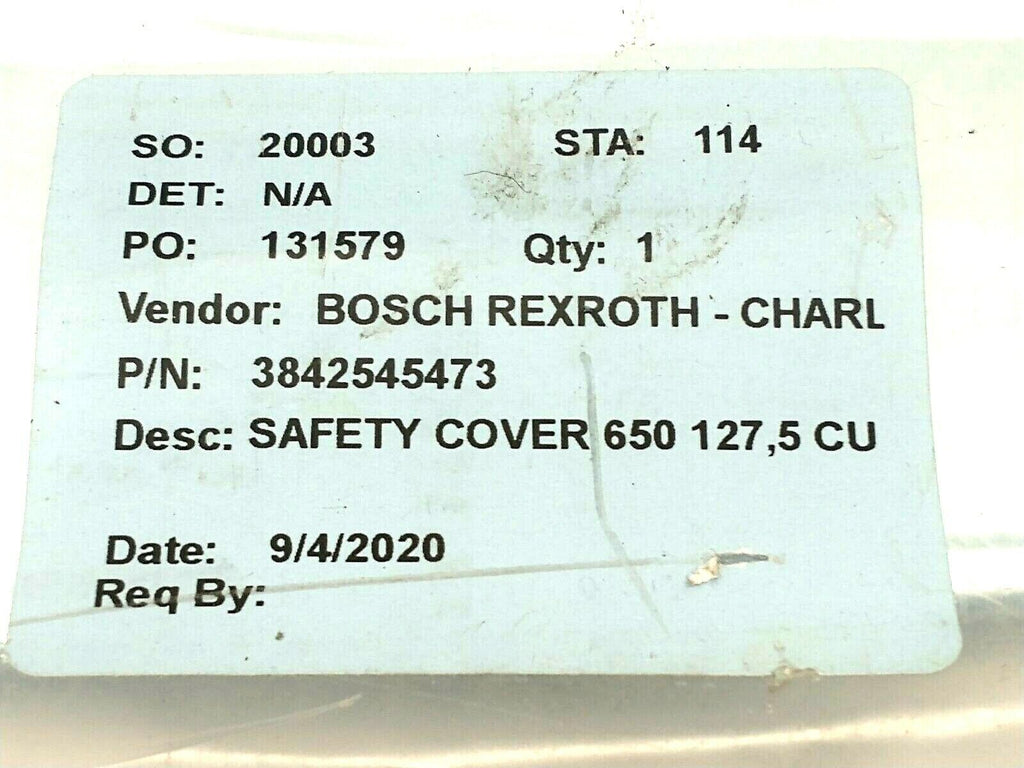 SO: 20003 STA: 114
DET: N/A
PO: 131579 Qty: 1
Vendor: BOSCH REXROTH - CHARL
P/N: 3842545473
Desc: SAFETY COVER 650 127,5 CU
Date: 9/4/2020
Req By: